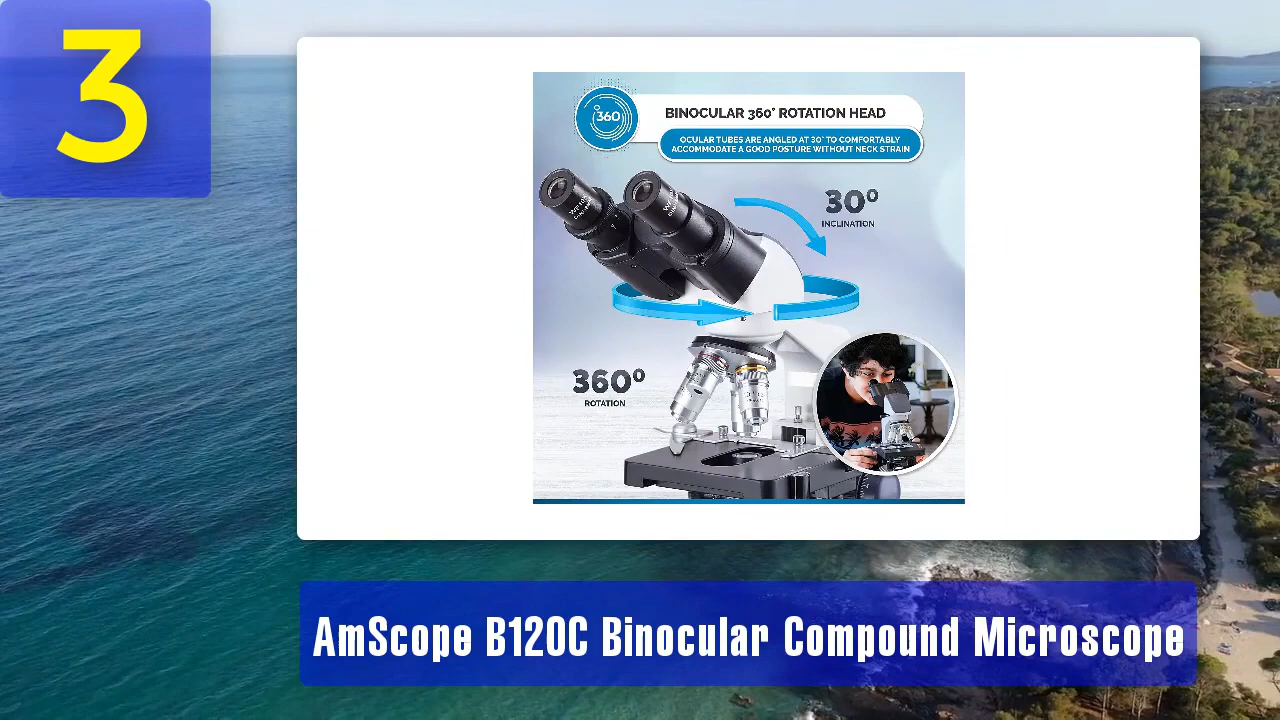 3
360
BINOCULAR 360° ROTATION HEAD
OCULAR TUBES ARE ANGLED AT 30° TO COMFORTABLY
ACCOMMODATE A GOOD POSTURE WITHOUT NECK STRAIN
30°
INCLINATION
360°
ROTATION
AmScope B120C Binocular Compound Microscope